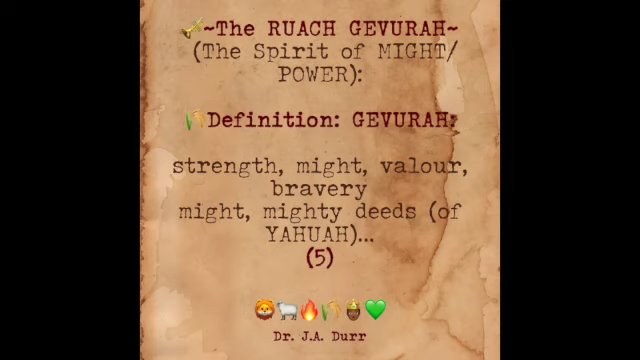 🎺~The RUACH GEVURAH~
(The Spirit of MIGHT/
POWER):
🌾Definition: GEVURAH:
strength, might, valour,
bravery
might, mighty deeds (of
YAHUAH)...
(5)
🦁🐑🔥🌾🤴🏾💚
Dr. J.A. Durr